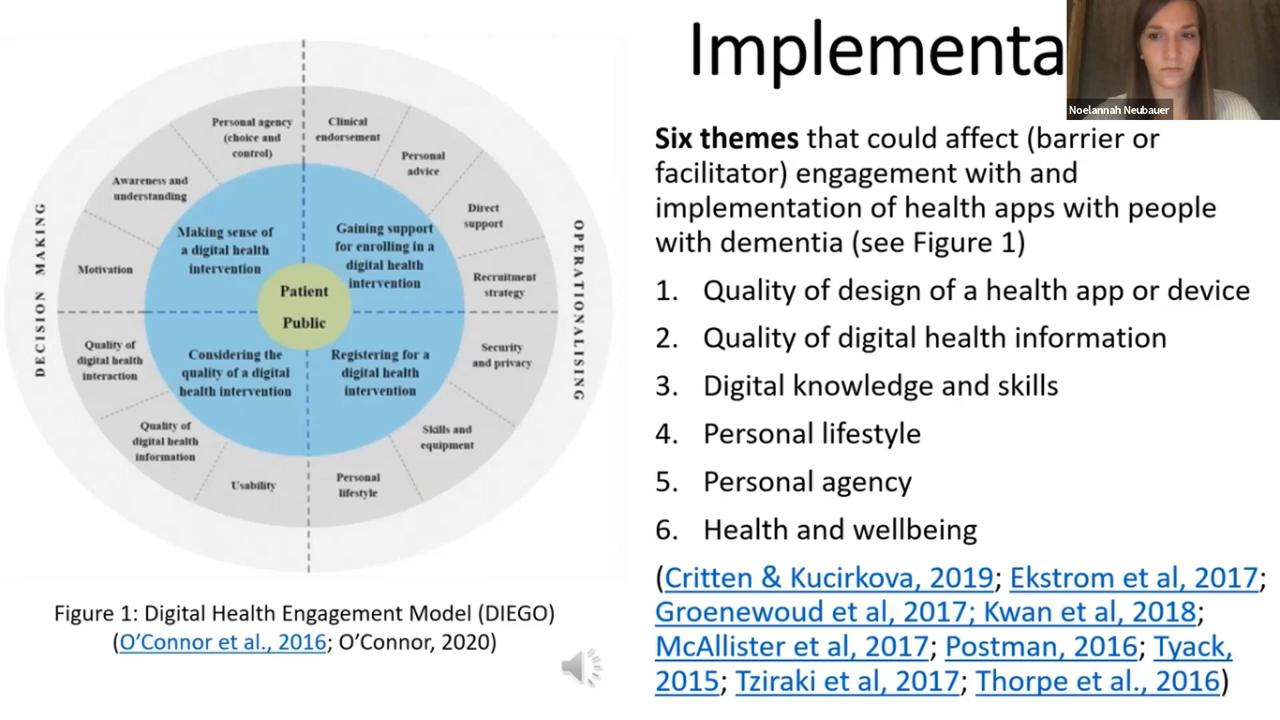 Implementa
Noelannah Neubauer
Six themes that could affect (barrier or
facilitator) engagement with and
implementation of health apps with people
with dementia (see Figure 1)
1. Quality of design of a health app or device
2. Quality of digital health information
3. Digital knowledge and skills
4. Personal lifestyle
5. Personal agency
6. Health and wellbeing
(Critten & Kucirkova, 2019; Ekstrom et al, 2017;
Groenewoud et al, 2017; Kwan et al, 2018;
McAllister et al, 2017; Postman, 2016; Tyack,
2015; Tziraki et al, 2017; Thorpe et al., 2016)
DECISION MAKING
OPERATIONALISING
Personal agency
(choice and
control)
Clinical
endorsement
Personal
advice
Direct
support
Recruitment
strategy
Security
and privacy
Skills and
equipment
Personal
lifestyle
Usability
Quality of
digital health
information
Quality of
digital health
interaction
Motivation
Awareness and
understanding
Making sense of
a digital health
intervention
Gaining support
for enrolling in a
digital health
intervention
Patient
Public
Considering the
quality of a digital
health intervention
Registering for a
digital health
intervention
Figure 1: Digital Health Engagement Model (DIEGO)
(O'Connor et al., 2016; O'Connor, 2020)